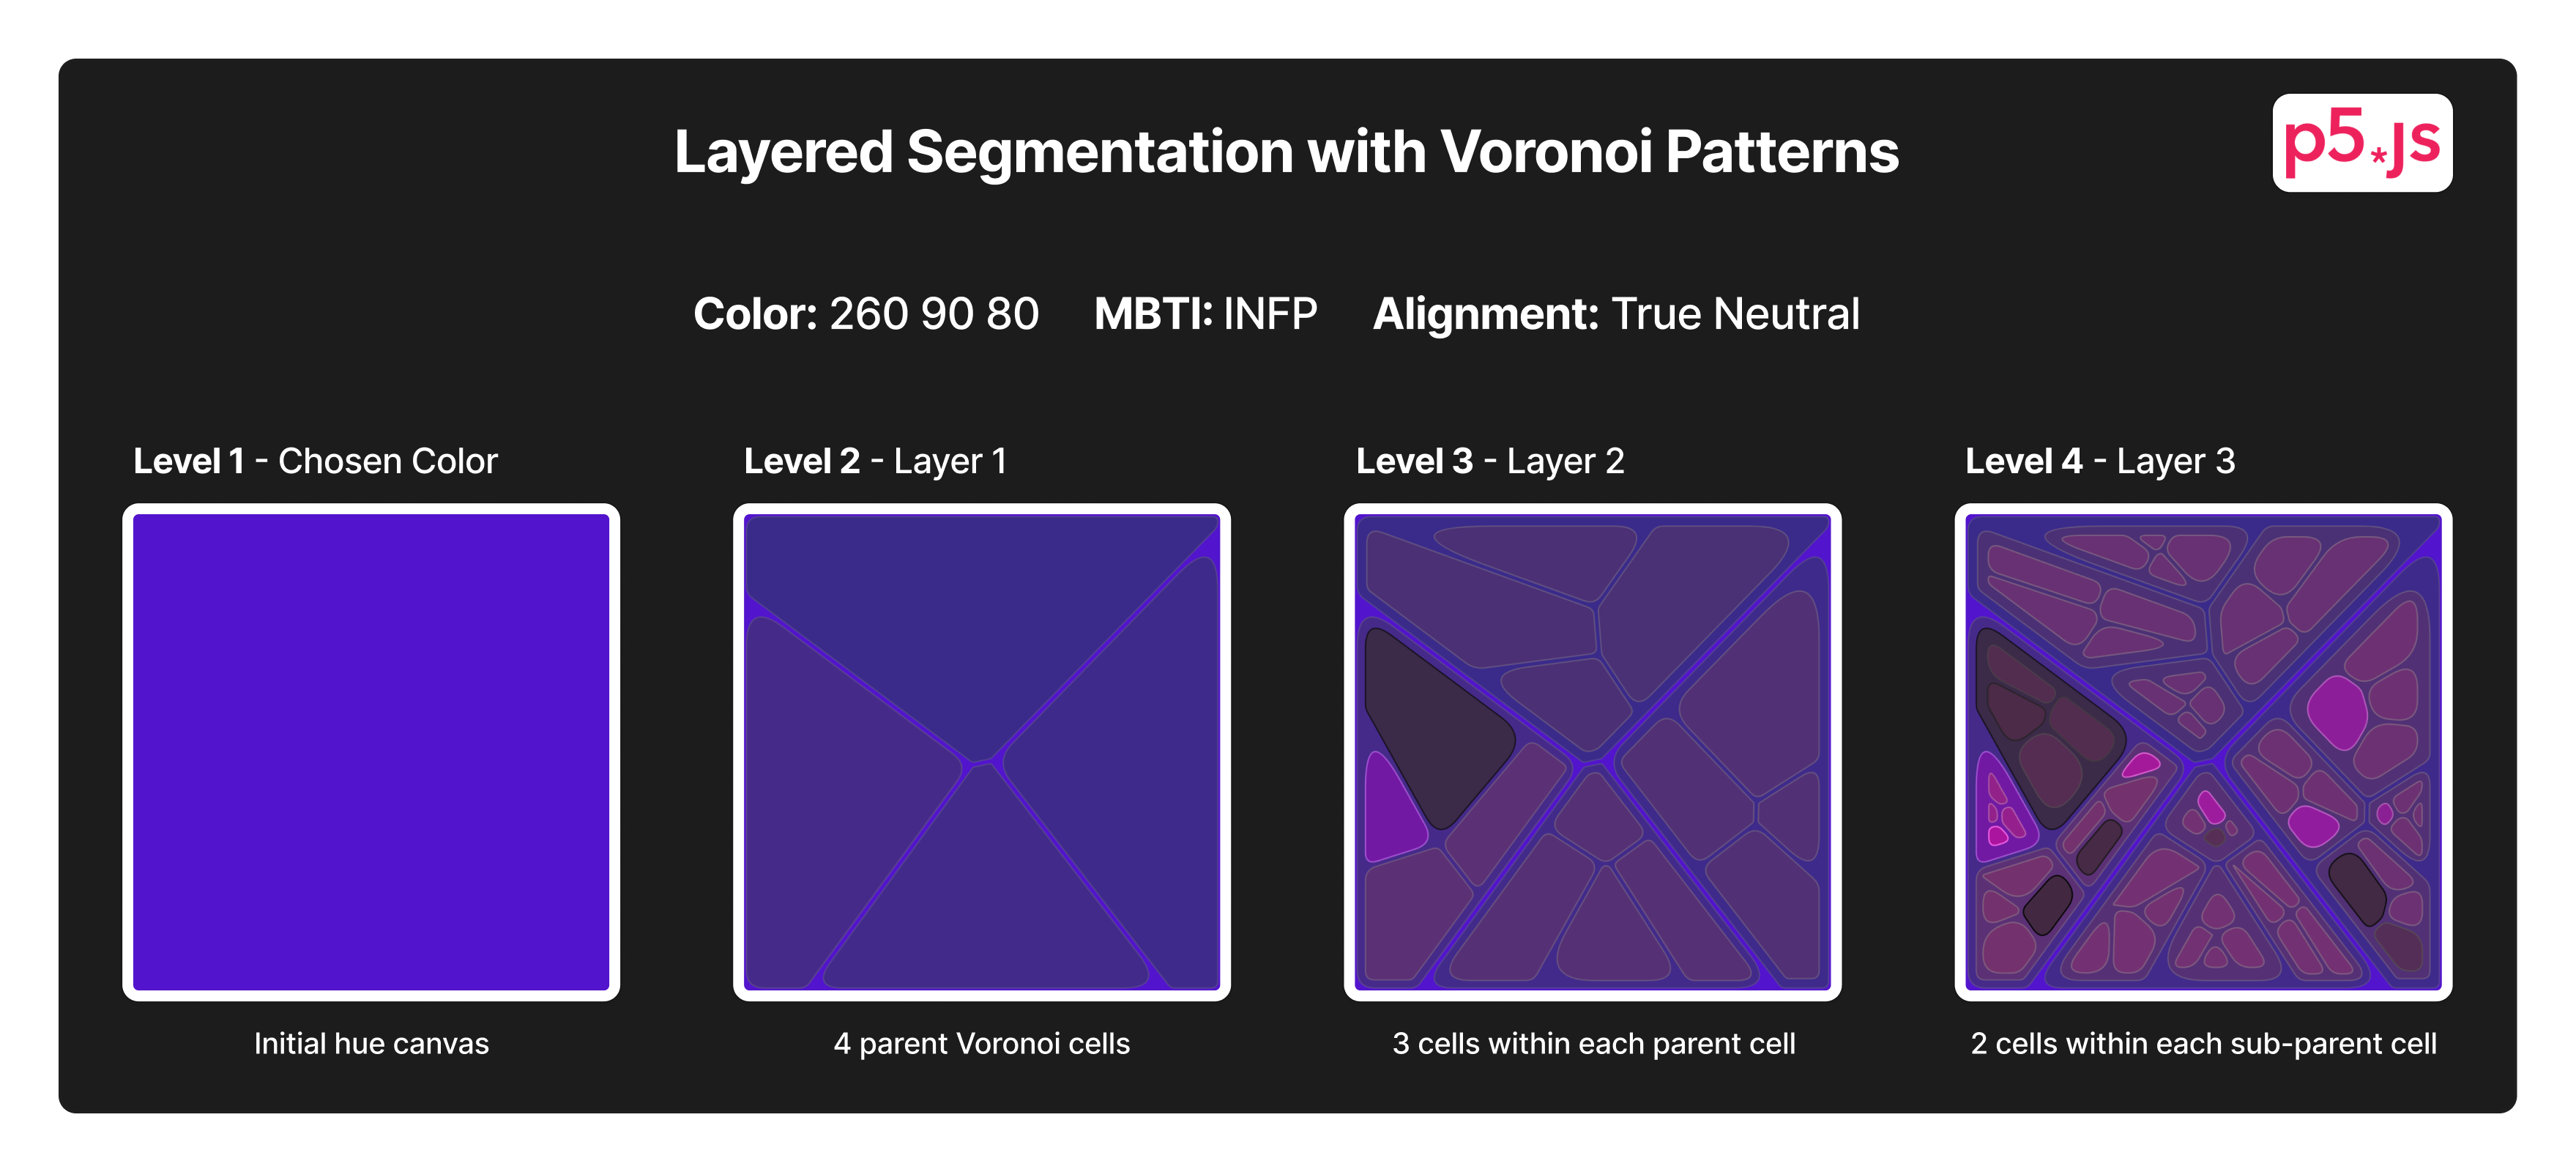 Layered Segmentation with Voronoi Patterns
p5*js
Color: 260 90 80 MBTI: INFP Alignment: True Neutral
Level 1 - Chosen Color
Level 2 - Layer 1
Level 3 - Layer 2
Level 4 - Layer 3
Initial hue canvas
4 parent Voronoi cells
3 cells within each parent cell
2 cells within each sub-parent cell